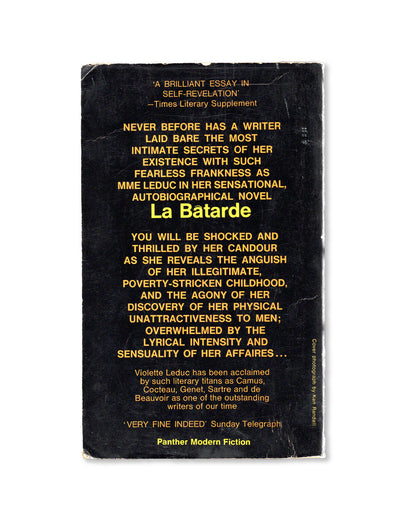 'A BRILLIANT ESSAY IN
SELF-REVELATION'
—Times Literary Supplement
NEVER BEFORE HAS A WRITER
LAID BARE THE MOST
INTIMATE SECRETS OF HER
EXISTENCE WITH SUCH
FEARLESS FRANKNESS AS
MME LEDUC IN HER SENSATIONAL,
AUTOBIOGRAPHICAL NOVEL
La Batarde
YOU WILL BE SHOCKED AND
THRILLED BY HER CANDOUR
AS SHE REVEALS THE ANGUISH
OF HER ILLEGITIMATE,
POVERTY-STRICKEN CHILDHOOD,
AND THE AGONY OF HER
DISCOVERY OF HER PHYSICAL
UNATTRACTIVENESS TO MEN;
OVERWHELMED BY THE
LYRICAL INTENSITY AND
SENSUALITY OF HER AFFAIRES...
Violette Leduc has been acclaimed
by such literary titans as Camus,
Cocteau, Genet, Sartre and de
Beauvoir as one of the outstanding
writers of our time
'VERY FINE INDEED' Sunday Telegraph
Panther Modern Fiction
Cover photograph by Ken Randall